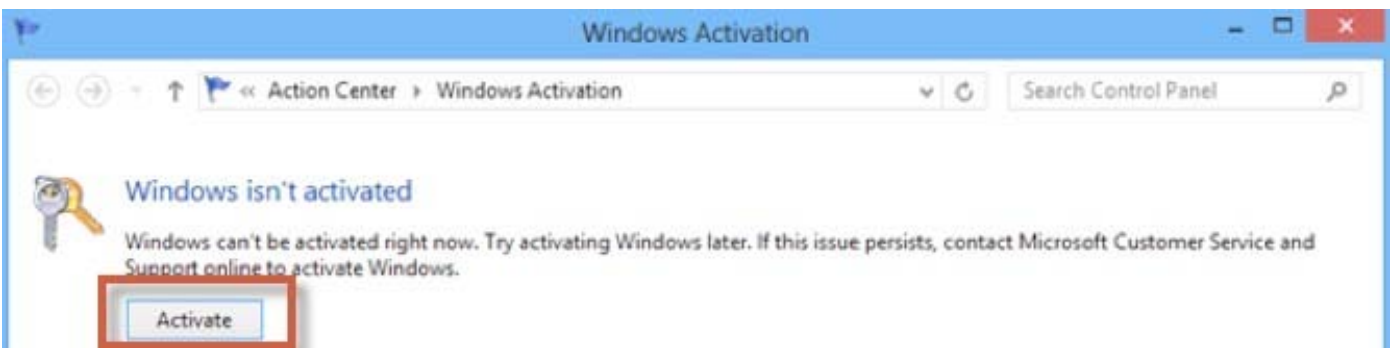 Windows Activation
« Action Center ▸ Windows Activation
Search Control Panel
Windows isn't activated
Windows can't be activated right now. Try activating Windows later. If this issue persists, contact Microsoft Customer Service and
Support online to activate Windows.
Activate